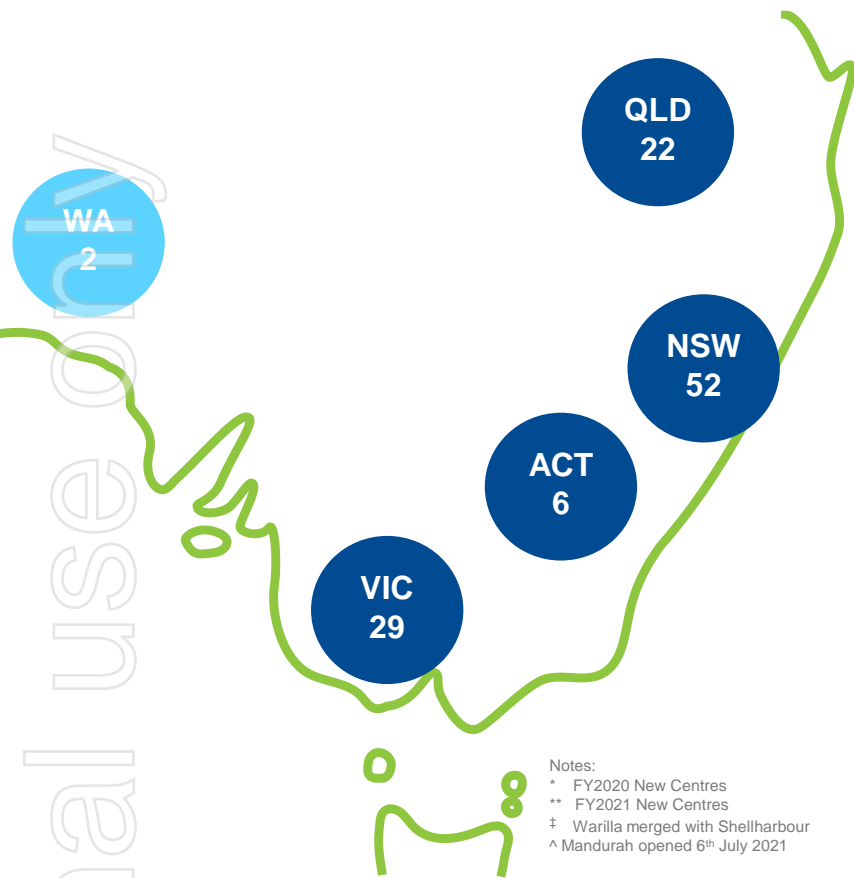 QLD
22
WA
2
NSW
52
ACT
6
VIC
29
Notes:
* FY2020 New Centres
** FY2021 New Centres
‡ Warilla merged with Shellharbour
^ Mandurah opened 6th July 2021
nal use only